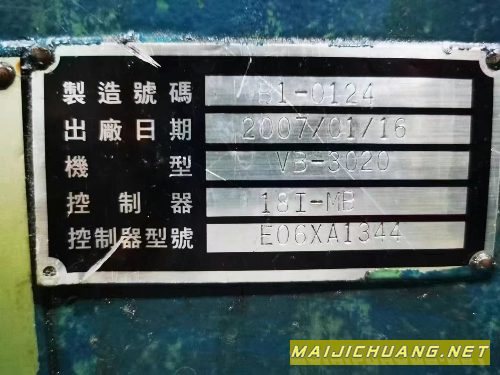 製造號碼 B1-0124
出廠日期 2007/01/16
機型 VB-3020
控制器 18I-MB
控制器型號 E06XA1344
MAIJICHUANG.NET